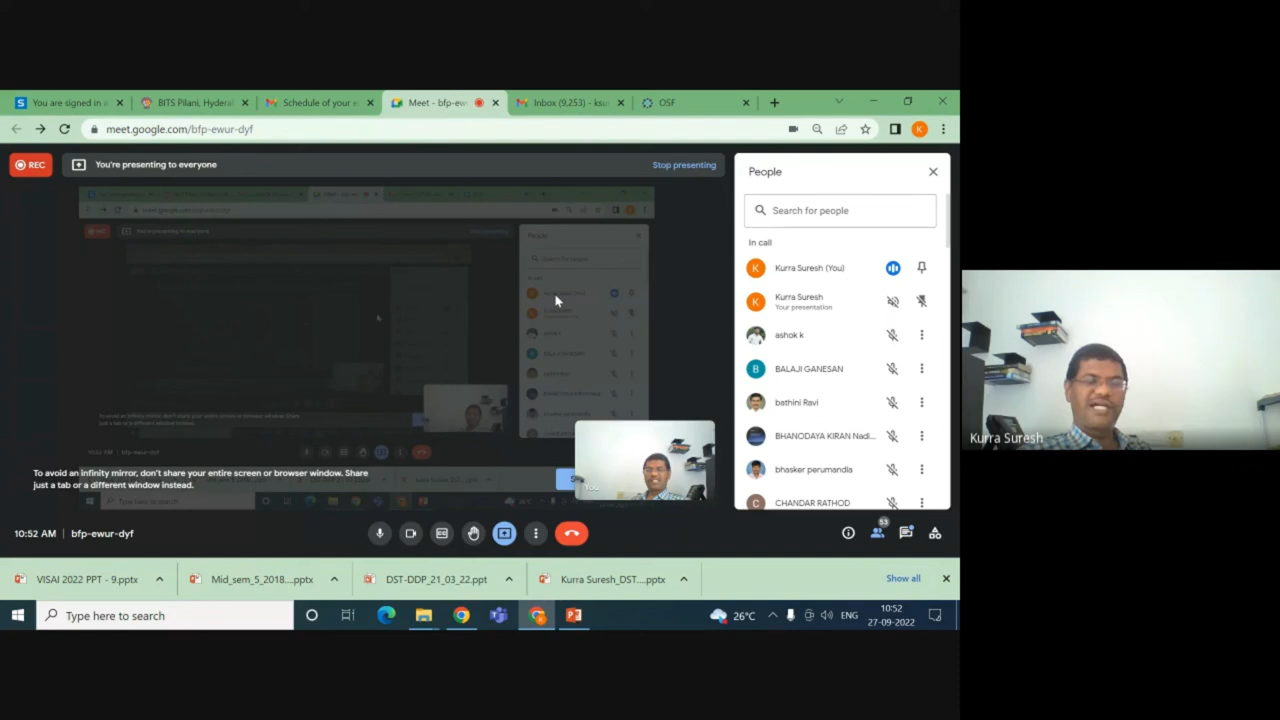 You are signed in a
BITS Pilani, Hyderal
Schedule of your e
Meet - bfp-ewu
Inbox (9,253) - ksu
OSF
meet.google.com/bfp-ewur-dyf
K
REC
You're presenting to everyone
Stop presenting
People
Search for people
In call
K Kurra Suresh (You)
K Kurra Suresh
Your presentation
ashok k
B BALAJI GANESAN
bathini Ravi
BHANODAYA KIRAN Nadi...
bhasker perumandla
C CHANDAR RATHOD
To avoid an infinity mirror, don't share your entire screen or browser window. Share
just a tab or a different window instead.
You
Kurra Suresh
10:52 AM | bfp-ewur-dyf
53
VISAI 2022 PPT - 9.pptx
Mid_sem_5_2018....pptx
DST-DDP_21_03_22.ppt
Kurra Suresh_DST....pptx
Show all
Type here to search
26°C
ENG
10:52
27-09-2022